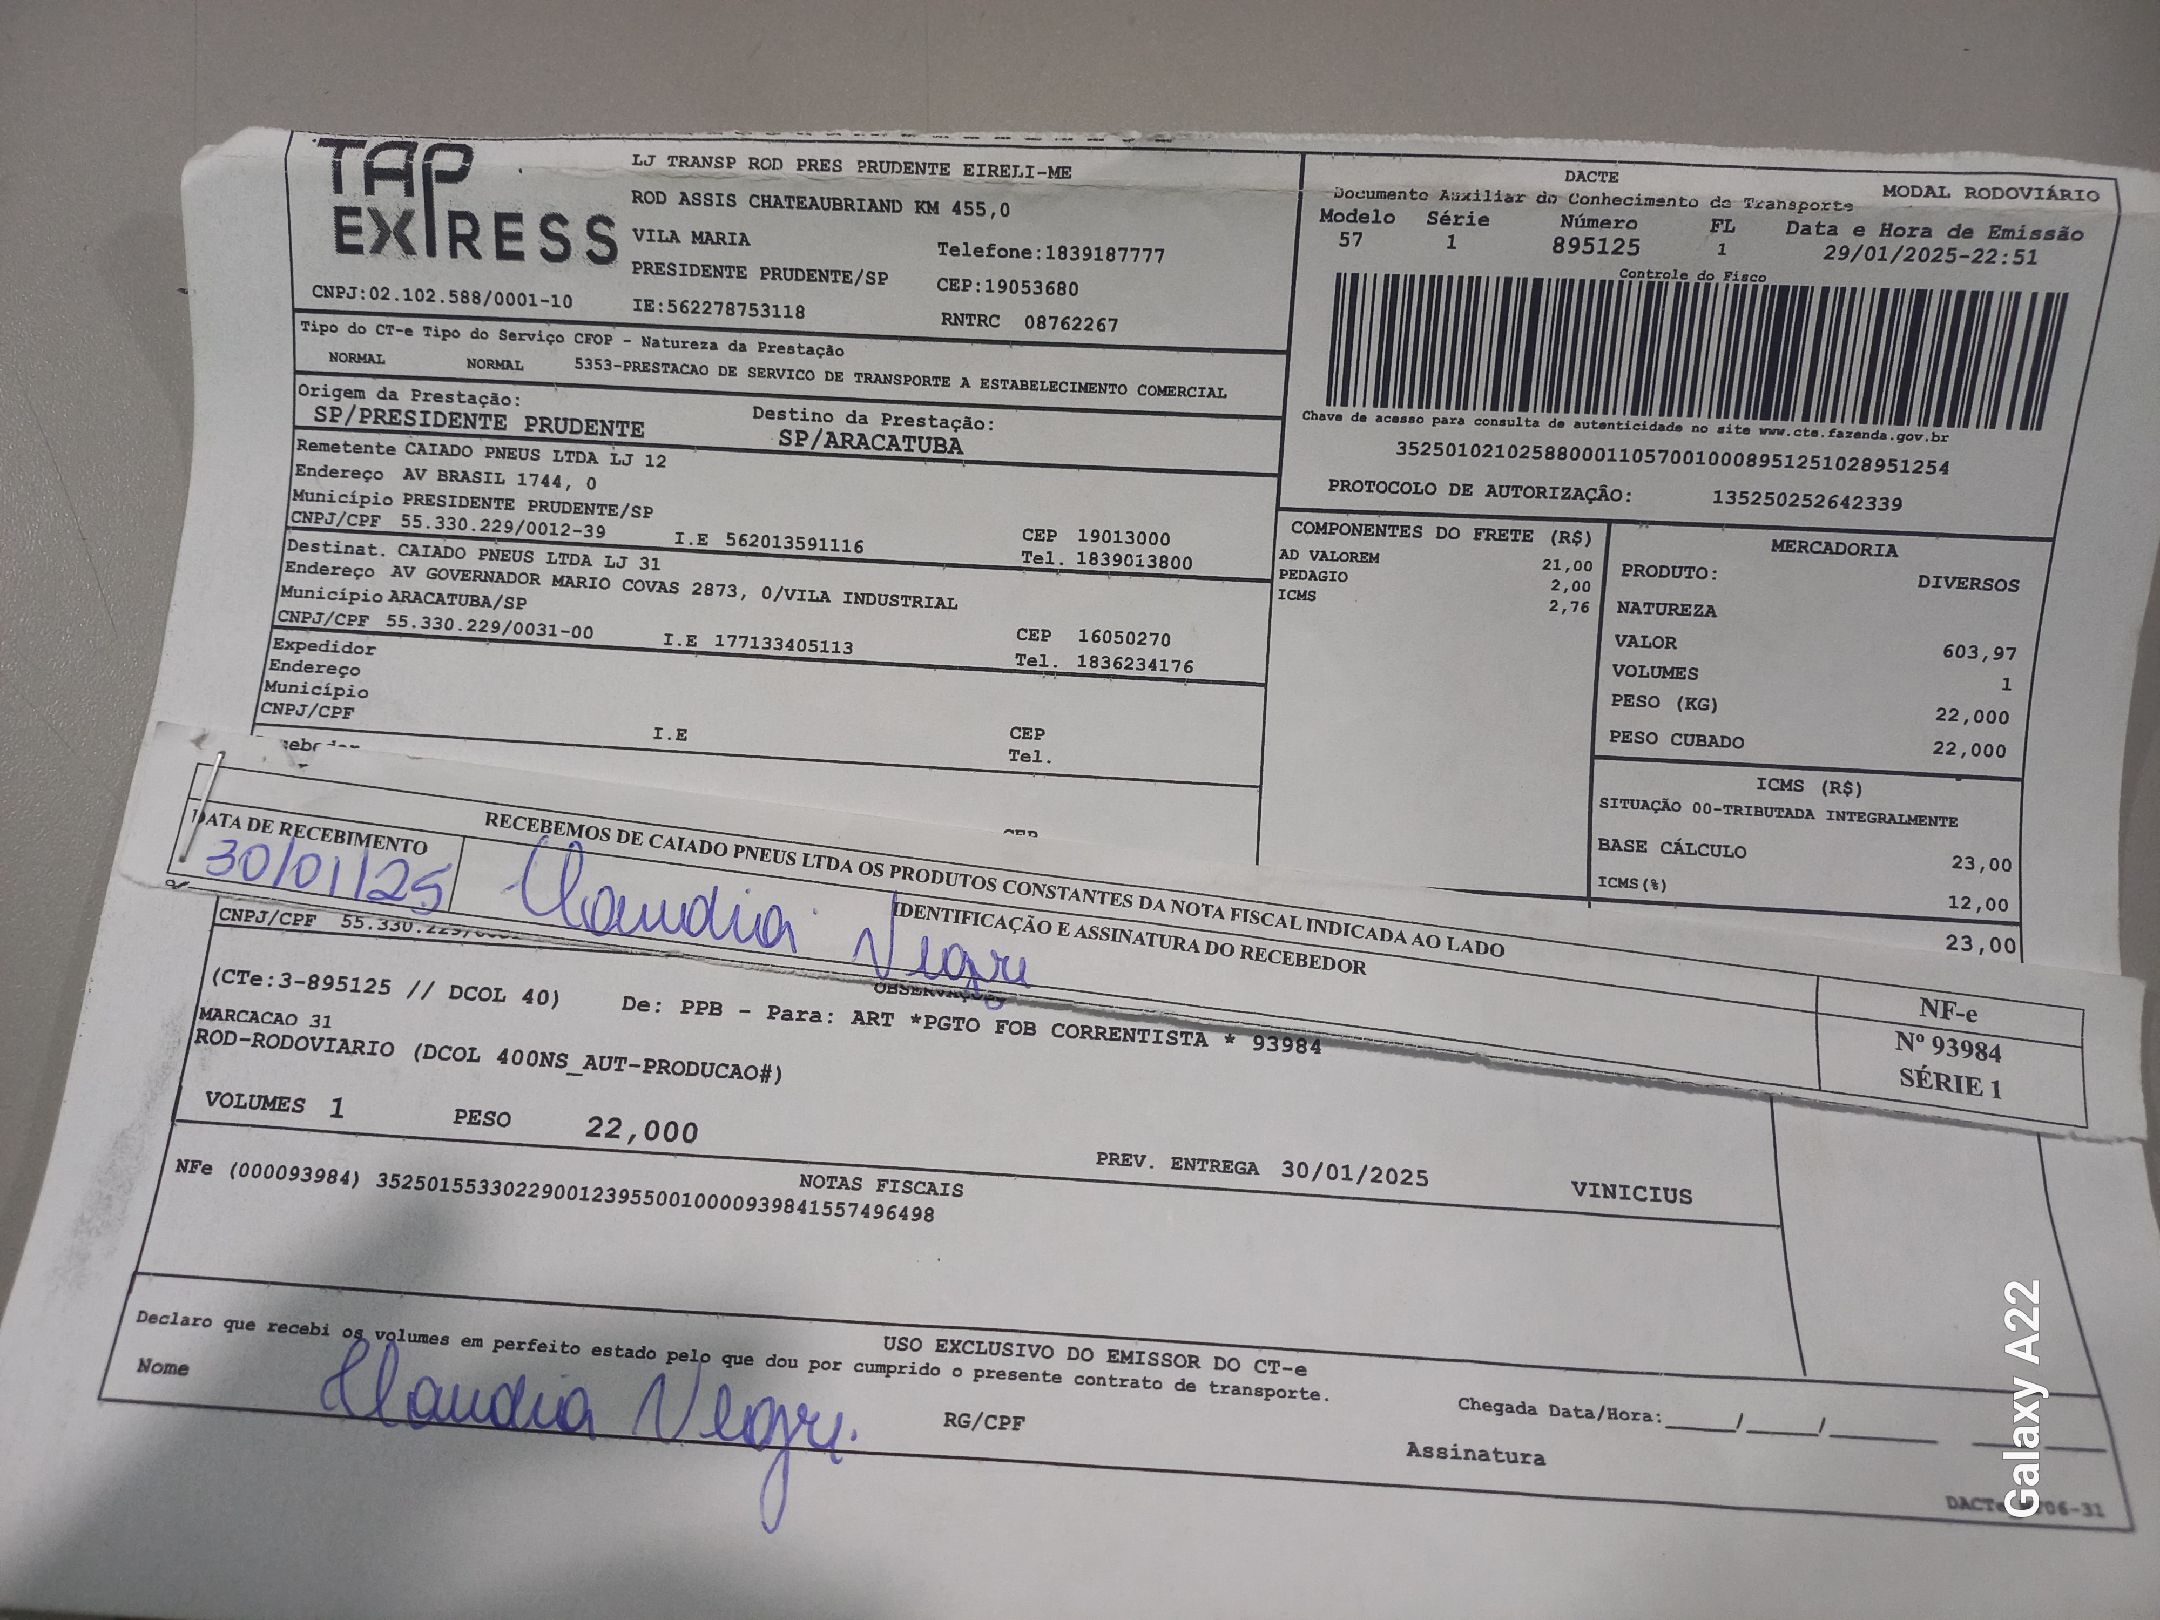 TAP EXPRESS
LJ TRANSP ROD PRES PRUDENTE EIRELI-ME
ROD ASSIS CHATEAUBRIAND KM 455,0
VILA MARIA
Telefone:1839187777
PRESIDENTE PRUDENTE/SP
CEP:19053680
CNPJ:02.102.588/0001-10
IE:562278753118
RNTRC 08762267
DACTE
MODAL RODOVIÁRIO
Documento Auxiliar do Conhecimento de Transporte
Modelo Série Número FL Data e Hora de Emissão
57 1 895125 1 29/01/2025-22:51
Controle do Fisco
Chave de acesso para consulta de autenticidade no site www.cte.fazenda.gov.br
35250102102588000110570010008951251028951254
PROTOCOLO DE AUTORIZAÇÃO: 135250252642339
Tipo do CT-e Tipo do Serviço CFOP - Natureza da Prestação
NORMAL NORMAL 5353-PRESTACAO DE SERVICO DE TRANSPORTE A ESTABELECIMENTO COMERCIAL
Origem da Prestação:
SP/PRESIDENTE PRUDENTE
Destino da Prestação:
SP/ARACATUBA
Remetente CAIADO PNEUS LTDA LJ 12
Endereço AV BRASIL 1744, 0
Município PRESIDENTE PRUDENTE/SP
CEP 19013000
CNPJ/CPF 55.330.229/0012-39 I.E 562013591116 Tel. 1839013800
Destinat. CAIADO PNEUS LTDA LJ 31
Endereço AV GOVERNADOR MARIO COVAS 2873, 0/VILA INDUSTRIAL
Município ARACATUBA/SP
CEP 16050270
CNPJ/CPF 55.330.229/0031-00 I.E 177133405113 Tel. 1836234176
Expedidor
Endereço
Município
CEP
CNPJ/CPF I.E Tel.
COMPONENTES DO FRETE (R$)
AD VALOREM 21,00
PEDAGIO 2,00
ICMS 2,76
MERCADORIA
PRODUTO: DIVERSOS
NATUREZA
VALOR 603,97
VOLUMES 1
PESO (KG) 22,000
PESO CUBADO 22,000
ICMS (R$)
SITUAÇÃO 00-TRIBUTADA INTEGRALMENTE
BASE CÁLCULO 23,00
ICMS(%) 12,00
23,00
RECEBEMOS DE CAIADO PNEUS LTDA OS PRODUTOS CONSTANTES DA NOTA FISCAL INDICADA AO LADO
DATA DE RECEBIMENTO
30/01/25
IDENTIFICAÇÃO E ASSINATURA DO RECEBEDOR
Claudia Negri
NF-e
Nº 93984
SÉRIE 1
CNPJ/CPF 55.330.229/
OBSERVAÇÕES
(CTe:3-895125 // DCOL 40) De: PPB - Para: ART *PGTO FOB CORRENTISTA * 93984
MARCACAO 31
ROD-RODOVIARIO (DCOL 400NS_AUT-PRODUCAO#)
VOLUMES 1 PESO 22,000
PREV. ENTREGA 30/01/2025 VINICIUS
NOTAS FISCAIS
NFe (000093984) 35250155330229001239550010000939841557496498
USO EXCLUSIVO DO EMISSOR DO CT-e
Declaro que recebi os volumes em perfeito estado pelo que dou por cumprido o presente contrato de transporte.
Nome Claudia Negri. RG/CPF
Chegada Data/Hora:____/____/______ ____
Assinatura
Galaxy A22